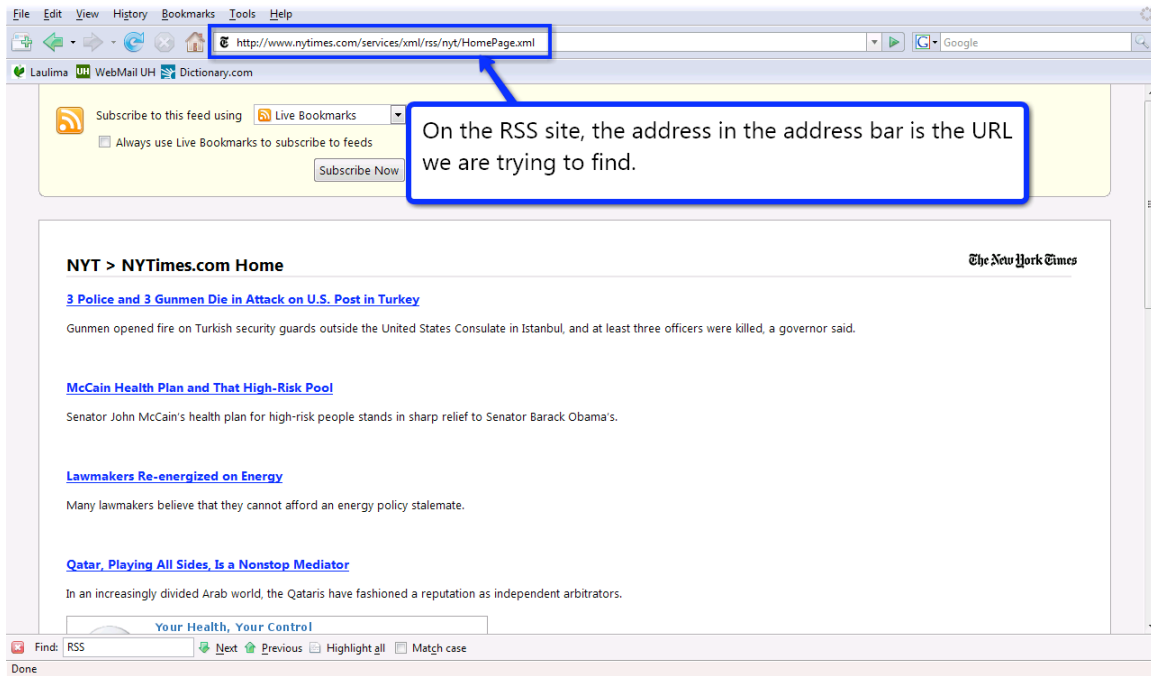 File Edit View History Bookmarks Tools Help
http://www.nytimes.com/services/xml/rss/nyt/HomePage.xml
G Google
Laulima UH WebMail UH Dictionary.com
Subscribe to this feed using Live Bookmarks
Always use Live Bookmarks to subscribe to feeds
Subscribe Now
On the RSS site, the address in the address bar is the URL
we are trying to find.
NYT > NYTimes.com Home
The New York Times
3 Police and 3 Gunmen Die in Attack on U.S. Post in Turkey
Gunmen opened fire on Turkish security guards outside the United States Consulate in Istanbul, and at least three officers were killed, a governor said.
McCain Health Plan and That High-Risk Pool
Senator John McCain's health plan for high-risk people stands in sharp relief to Senator Barack Obama's.
Lawmakers Re-energized on Energy
Many lawmakers believe that they cannot afford an energy policy stalemate.
Qatar, Playing All Sides, Is a Nonstop Mediator
In an increasingly divided Arab world, the Qataris have fashioned a reputation as independent arbitrators.
Your Health, Your Control
Find: RSS Next Previous Highlight all Match case
Done